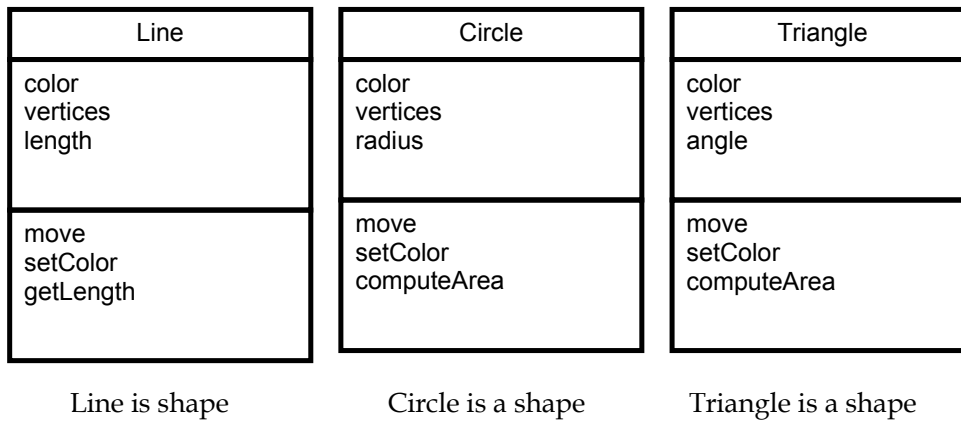 Line
color
vertices
length
move
setColor
getLength
Circle
color
vertices
radius
move
setColor
computeArea
Triangle
color
vertices
angle
move
setColor
computeArea
Line is shape
Circle is a shape
Triangle is a shape